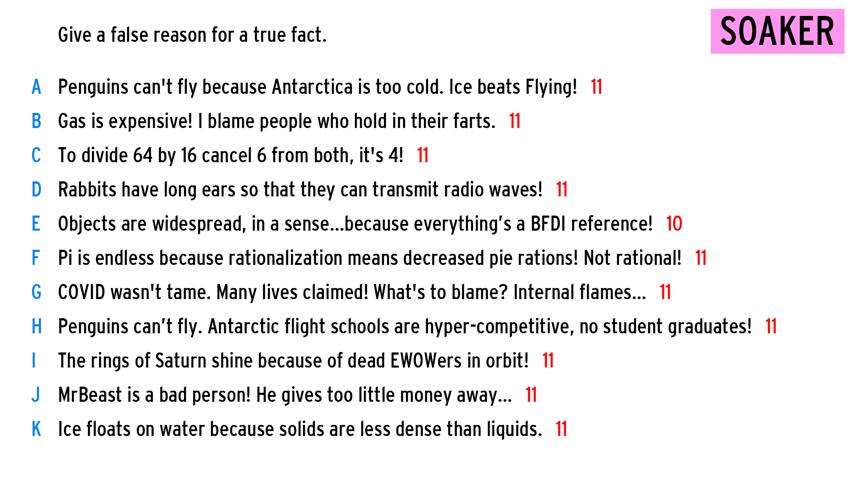 Give a false reason for a true fact.
SOAKER
A Penguins can't fly because Antarctica is too cold. Ice beats Flying! 11
B Gas is expensive! I blame people who hold in their farts. 11
C To divide 64 by 16 cancel 6 from both, it's 4! 11
D Rabbits have long ears so that they can transmit radio waves! 11
E Objects are widespread, in a sense...because everything's a BFDI reference! 10
F Pi is endless because rationalization means decreased pie rations! Not rational! 11
G COVID wasn't tame. Many lives claimed! What's to blame? Internal flames... 11
H Penguins can’t fly. Antarctic flight schools are hyper-competitive, no student graduates! 11
I The rings of Saturn shine because of dead EWOWers in orbit! 11
J MrBeast is a bad person! He gives too little money away... 11
K Ice floats on water because solids are less dense than liquids. 11